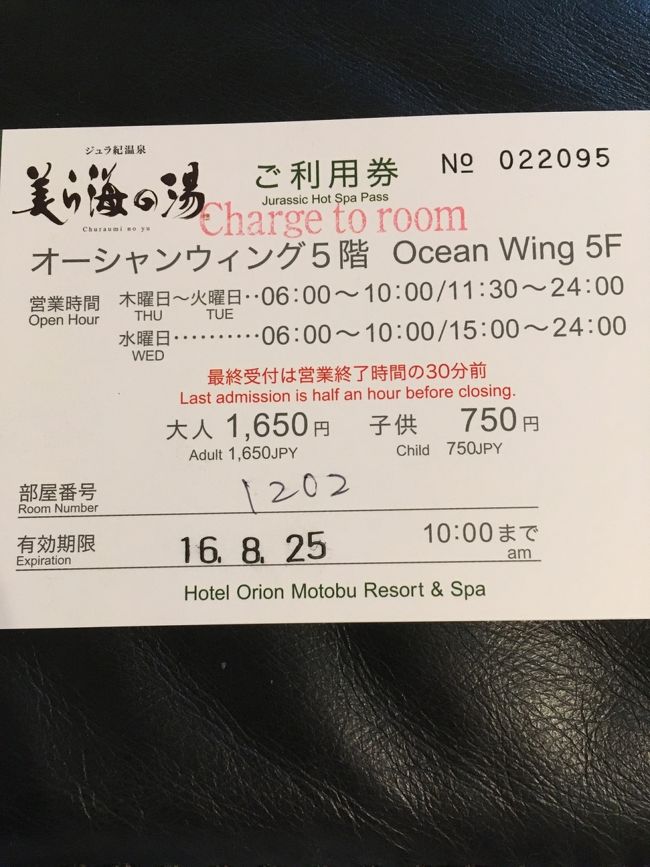 ジュラ紀温泉
美ら海の湯
Churaumi no yu
ご利用券
Jurassic Hot Spa Pass
№ 022095
Charge to room
オーシャンウィング5階 Ocean Wing 5F
営業時間 木曜日〜火曜日‥06:00〜10:00/11:30〜24:00
Open Hour THU TUE
水曜日‥‥‥‥‥06:00〜10:00/15:00〜24:00
WED
最終受付は営業終了時間の30分前
Last admission is half an hour before closing.
大人 1,650円 子供 750円
Adult 1,650JPY Child 750JPY
部屋番号 1202
Room Number
有効期限 16.8.25 10:00まで
Expiration am
Hotel Orion Motobu Resort & Spa